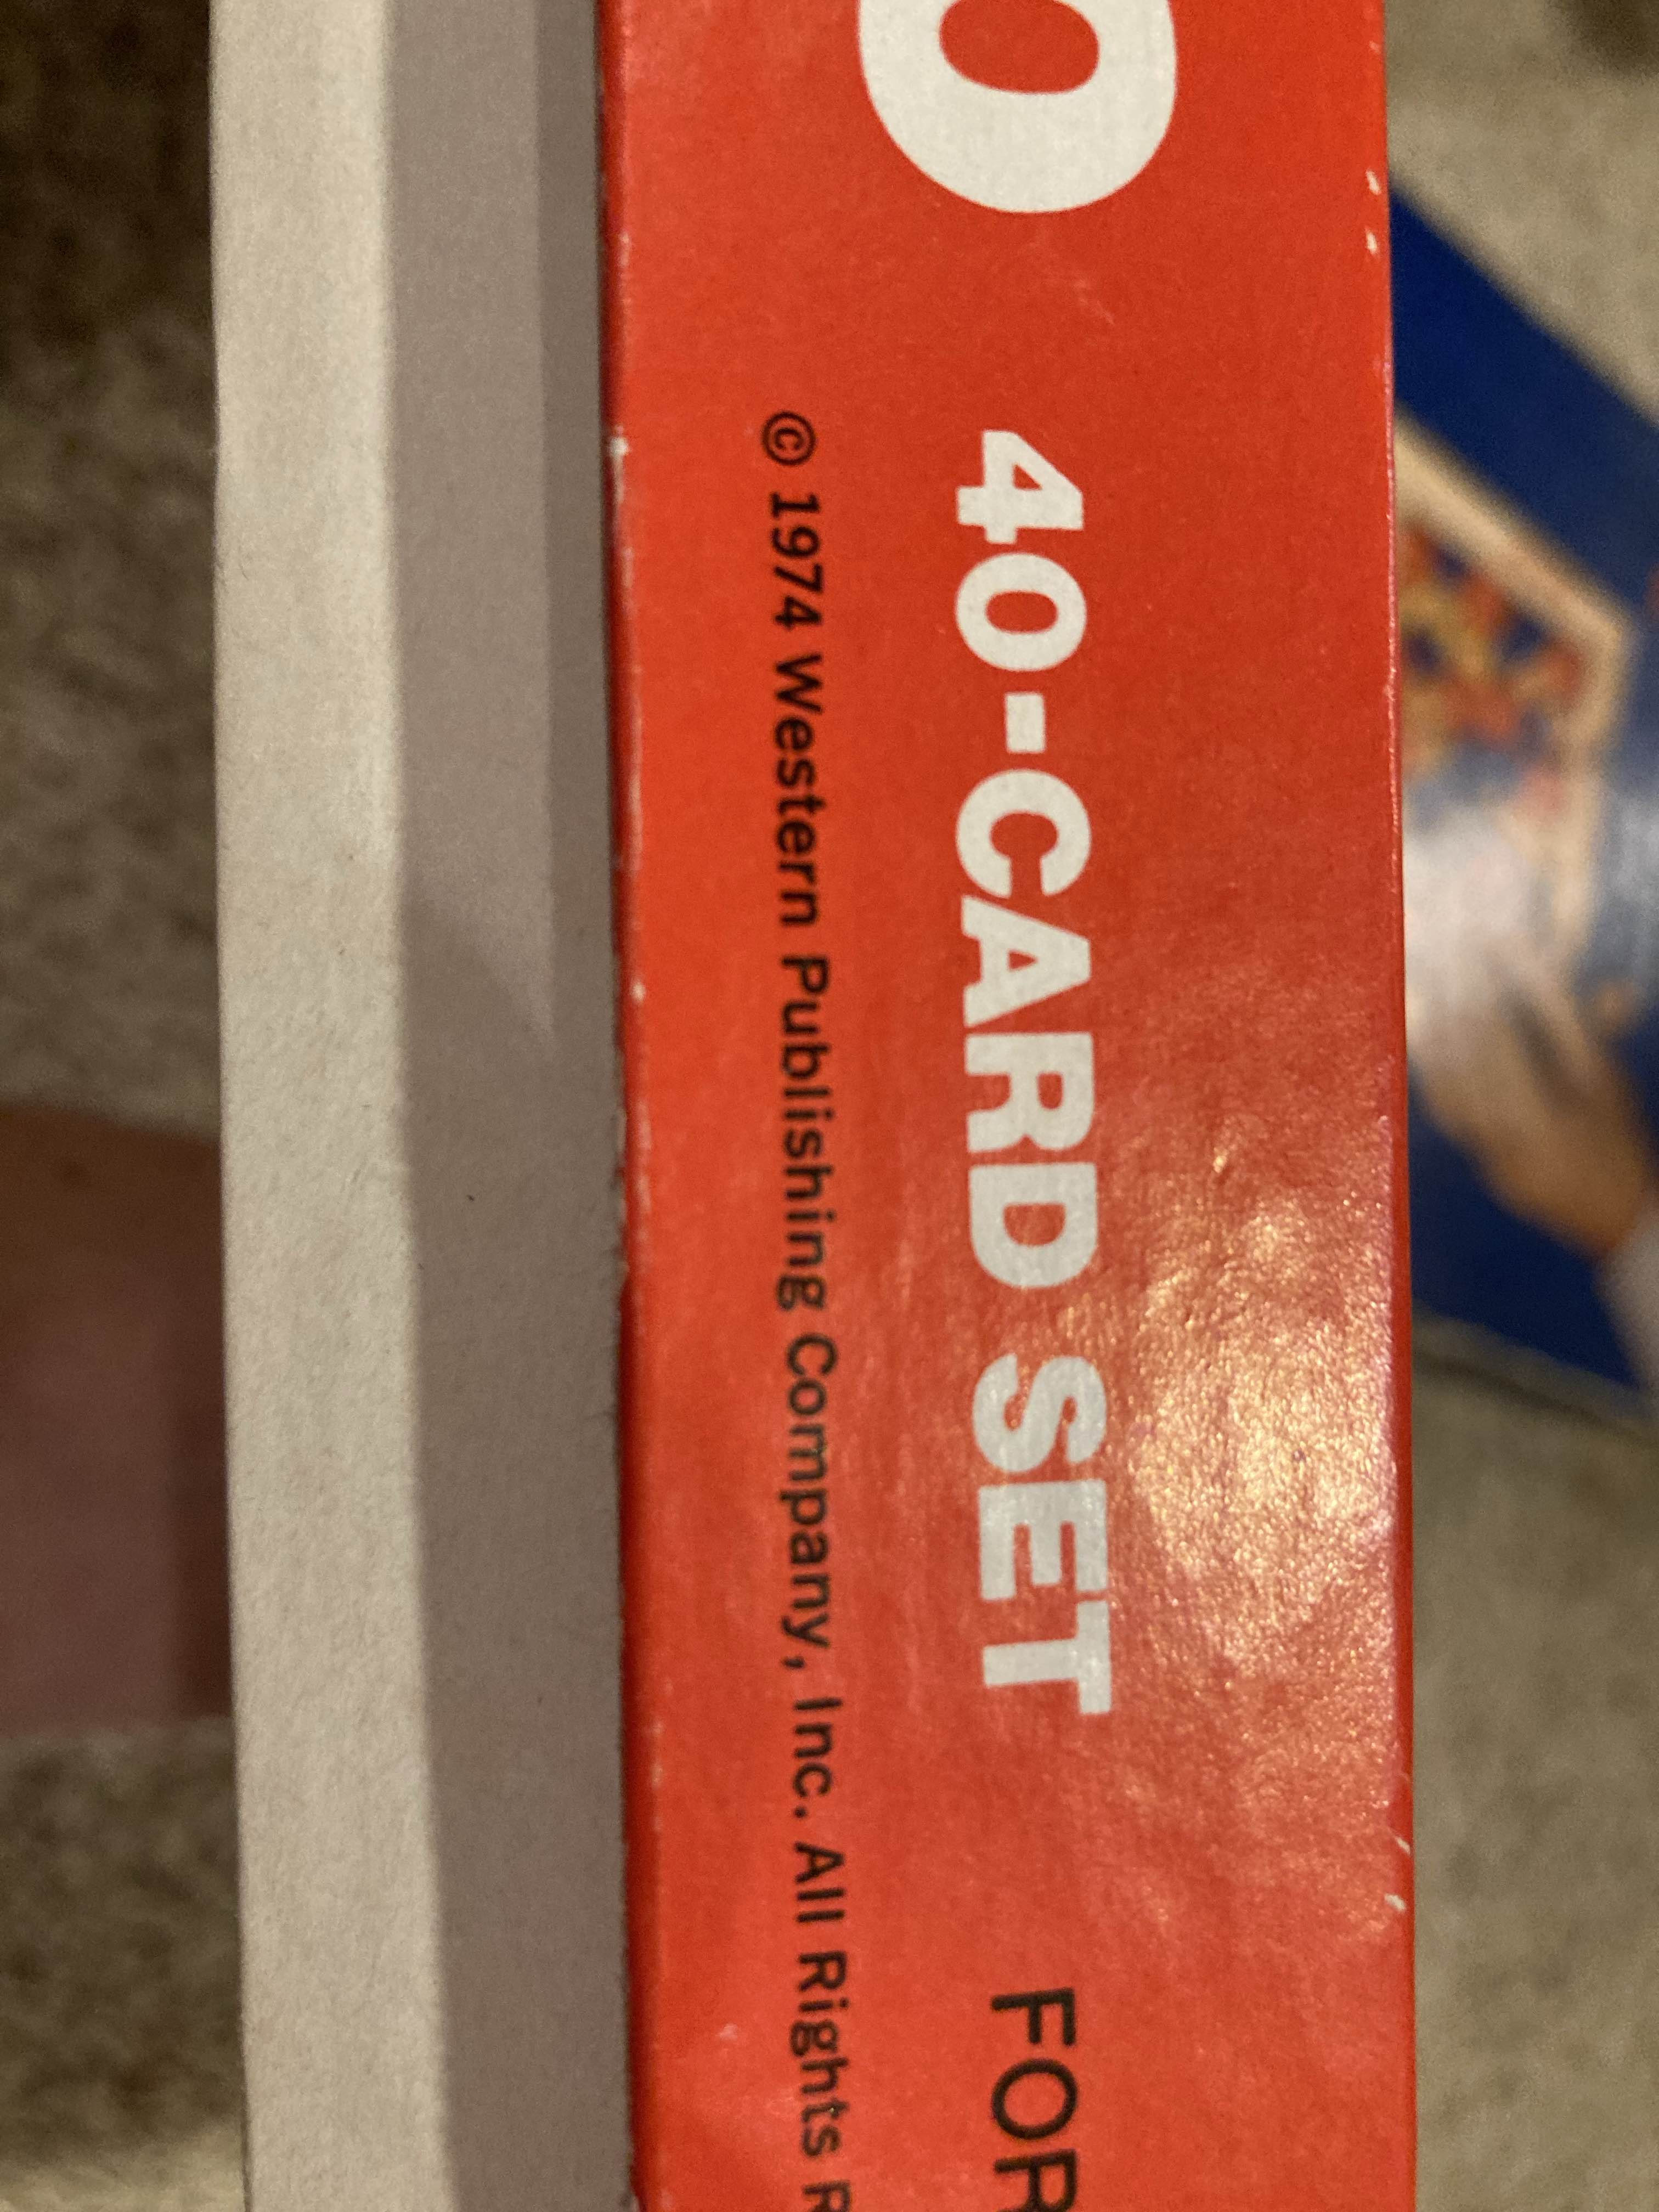 O 40-CARD SET FOR
© 1974 Western Publishing Company, Inc. All Rights R